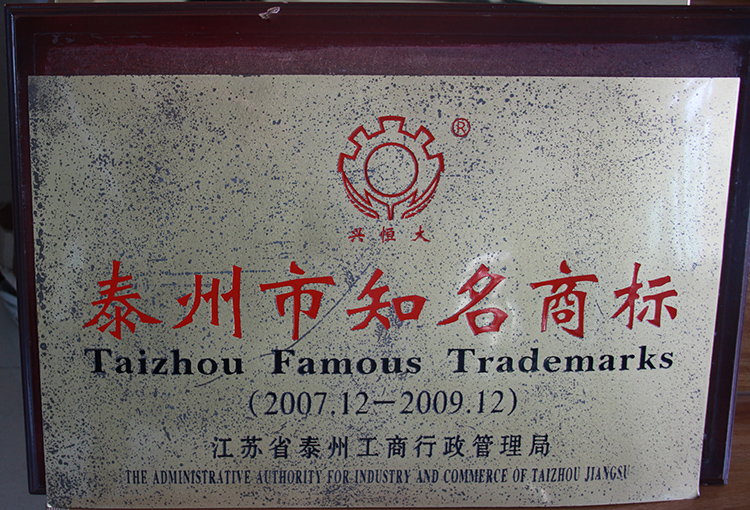 ®
兴恒大
泰州市知名商标
Taizhou Famous Trademarks
(2007.12－2009.12)
江苏省泰州工商行政管理局
THE ADMINISTRATIVE AUTHORITY FOR INDUSTRY AND COMMERCE OF TAIZHOU JIANGSU